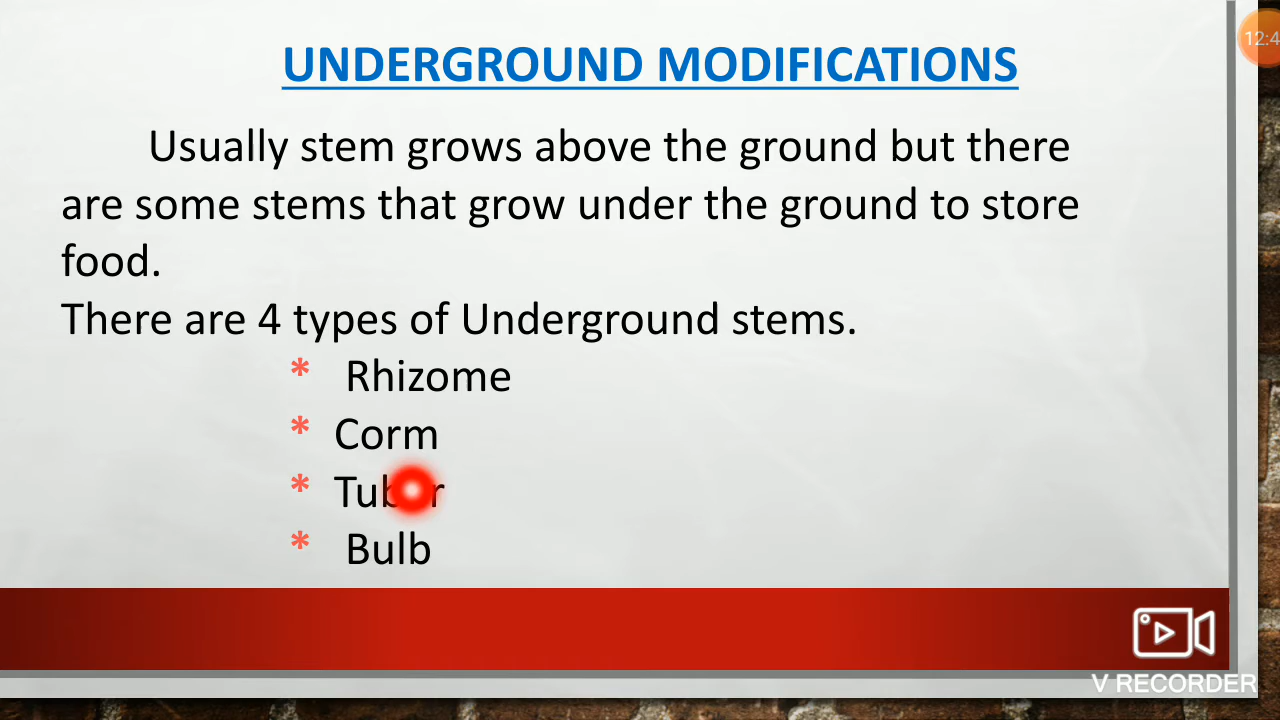 UNDERGROUND MODIFICATIONS
Usually stem grows above the ground but there
are some stems that grow under the ground to store
food.
There are 4 types of Underground stems.
* Rhizome
* Corm
* Tuber
* Bulb
12:4
V RECORDER